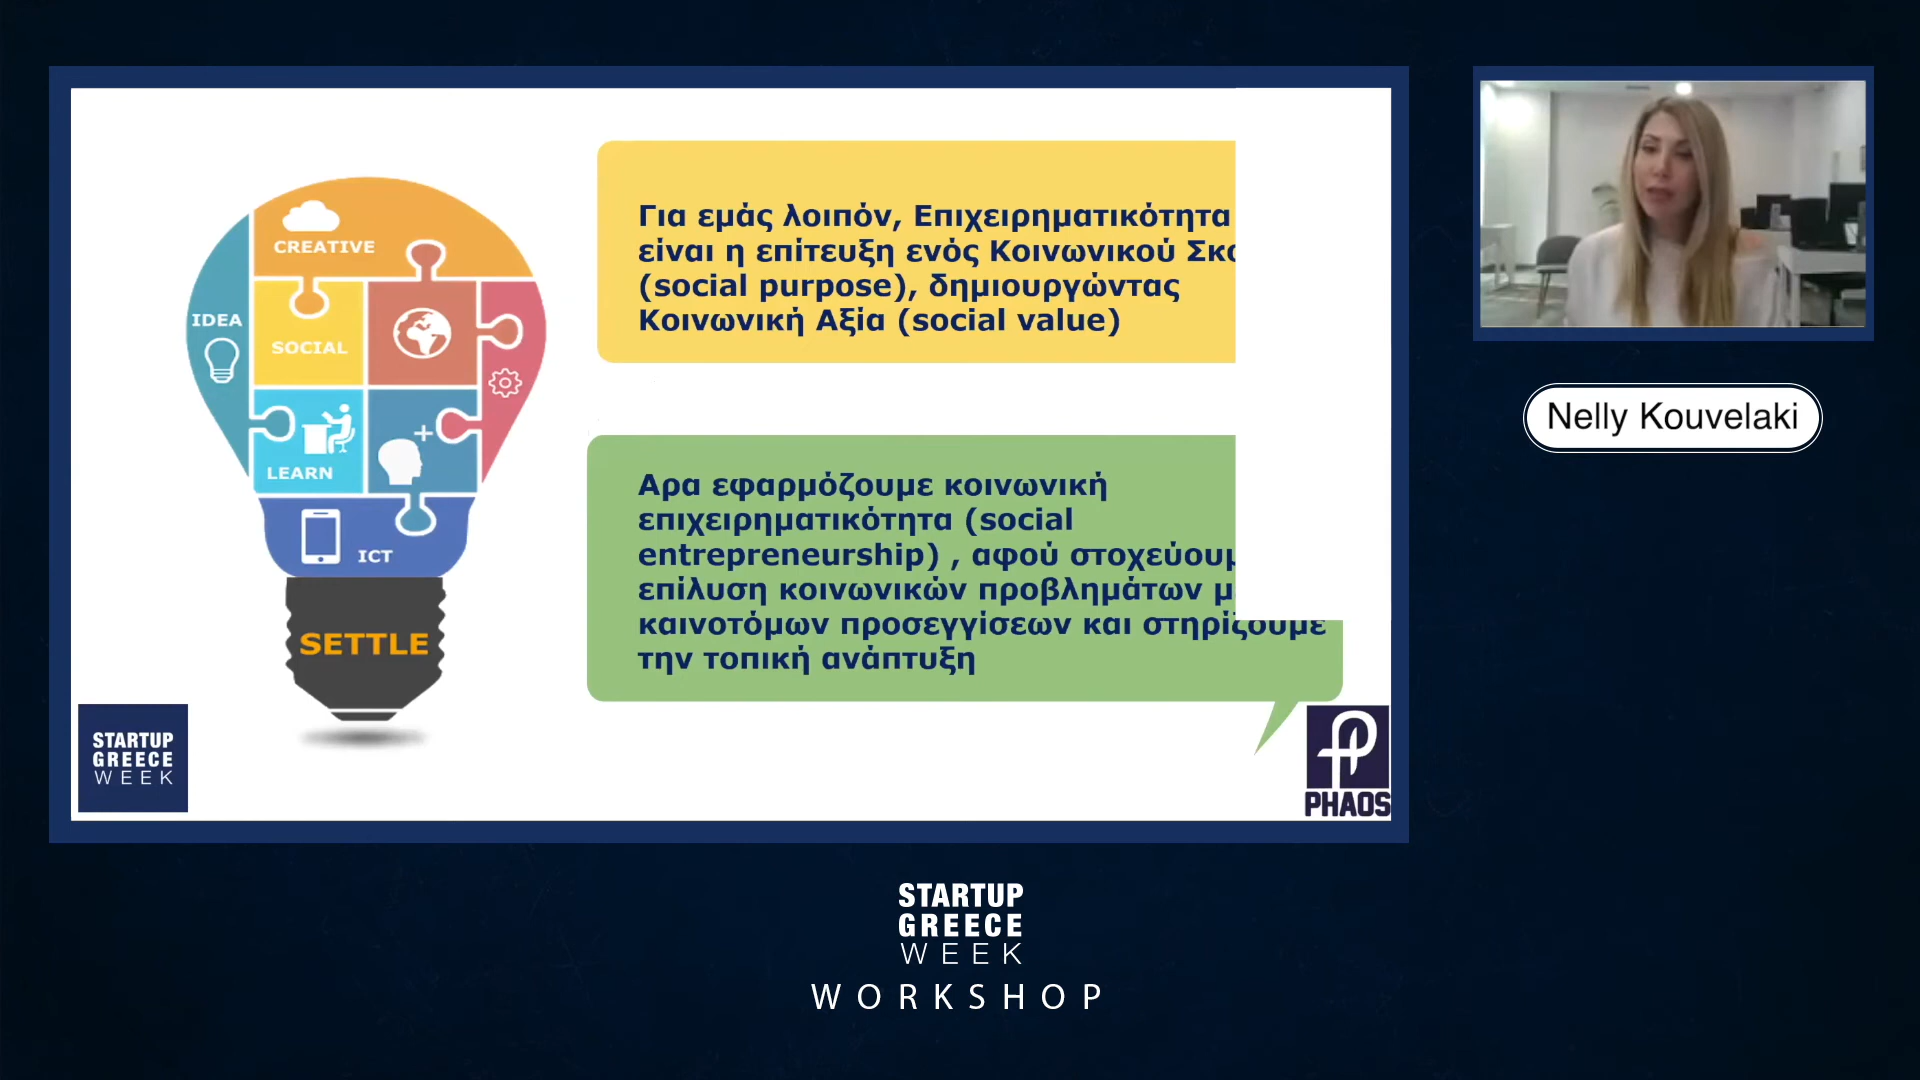 CREATIVE
IDEA
SOCIAL
LEARN
ICT
SETTLE
Για εμάς λοιπόν, Επιχειρηματικότητα
είναι η επίτευξη ενός Κοινωνικού
(social purpose), δημιουργώντας
Κοινωνική Αξία (social value)
Αρα εφαρμόζουμε κοινωνική
επιχειρηματικότητα (social
entrepreneurship) , αφού
επίλυση κοινωνικών προβλημάτων
καινοτόμων προσεγγίσεων και στηρίζουμε
την τοπική ανάπτυξη
STARTUP
GREECE
WEEK
PHAOS
Nelly Kouvelaki
STARTUP
GREECE
WEEK
WORKSHOP